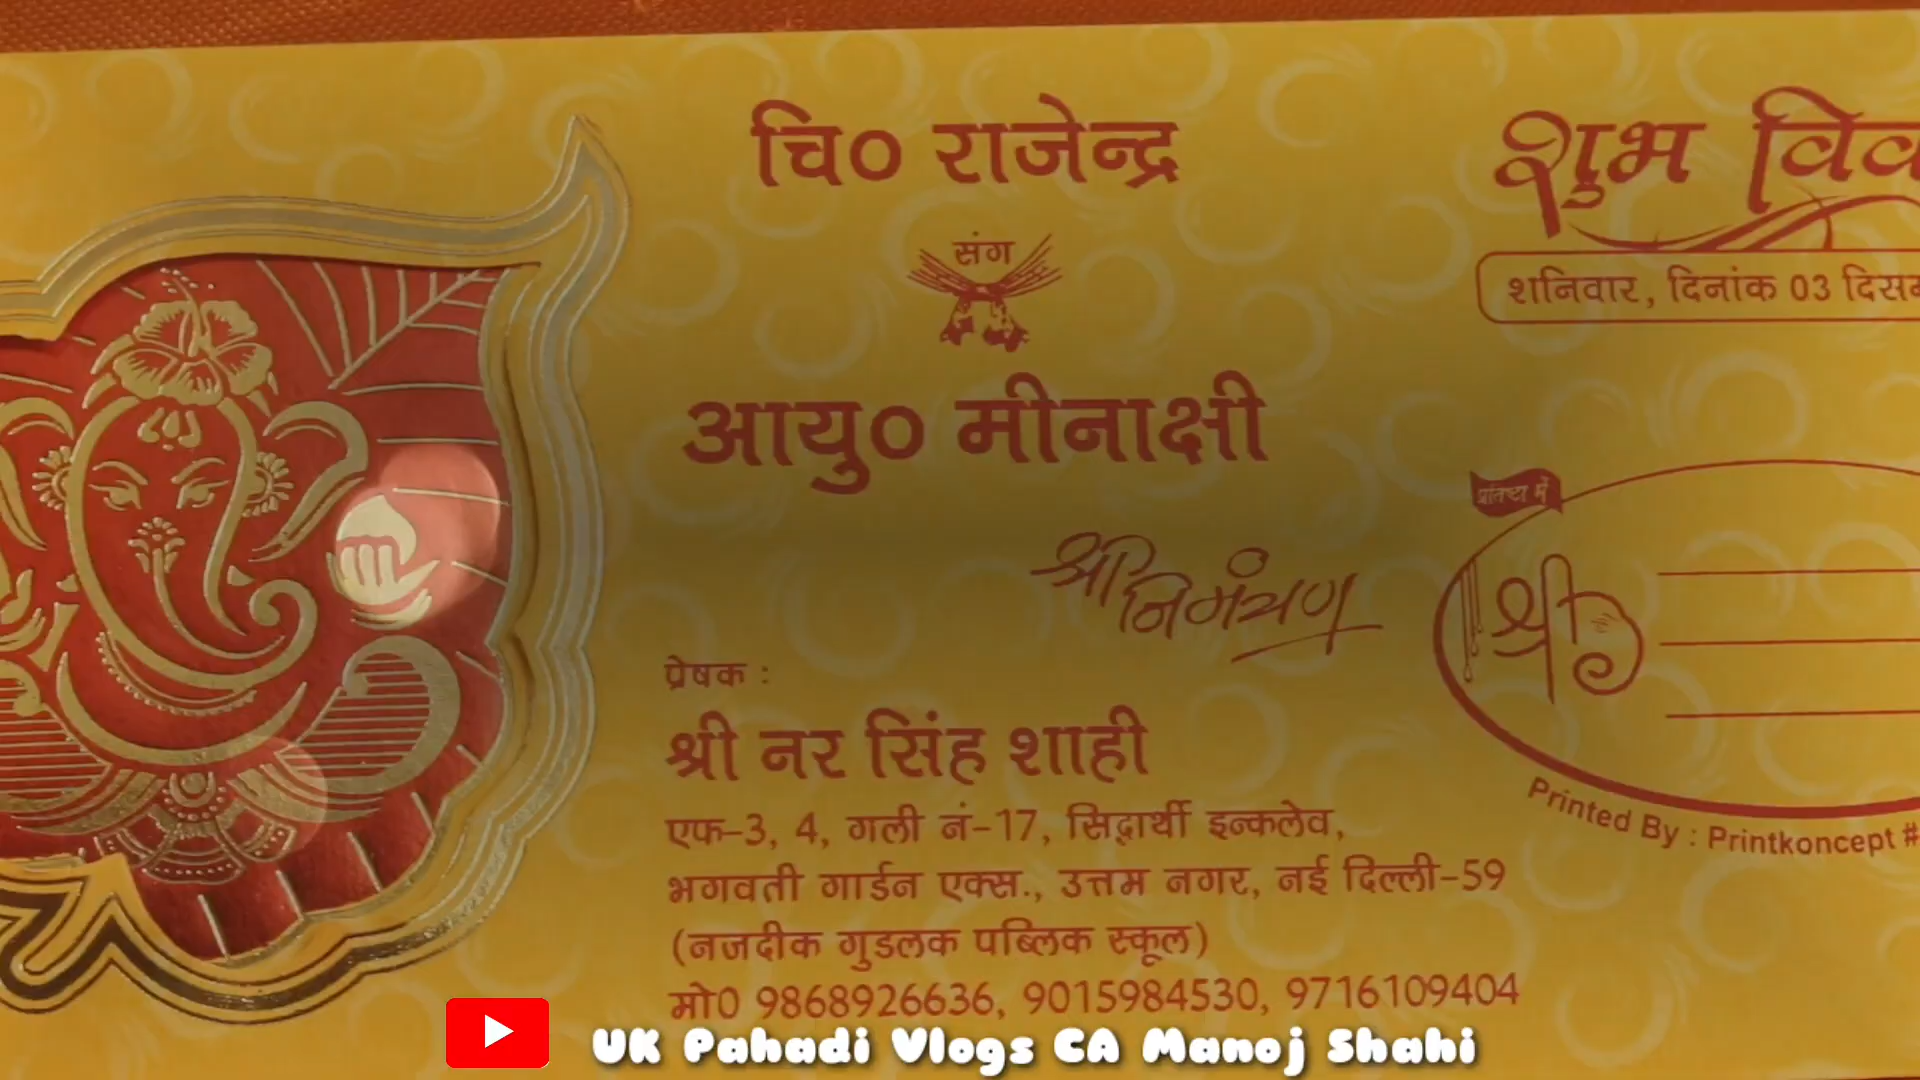 चि० राजेन्द्र
संग
आयु० मीनाक्षी
श्री निमंत्रण
प्रेषक :
श्री नर सिंह शाही
एफ-3, 4, गली नं-17, सिद्धार्थी इन्कलेव,
भगवती गार्डन एक्स., उत्तम नगर, नई दिल्ली-59
(नजदीक गुडलक पब्लिक स्कूल)
मो0 9868926636, 9015984530, 9716109404
शुभ
शनिवार, दिनांक 03
प्रतिष्ठा में
श्री
Printed By : Printkoncept #
UK Pahadi Vlogs CA Manoj Shahi